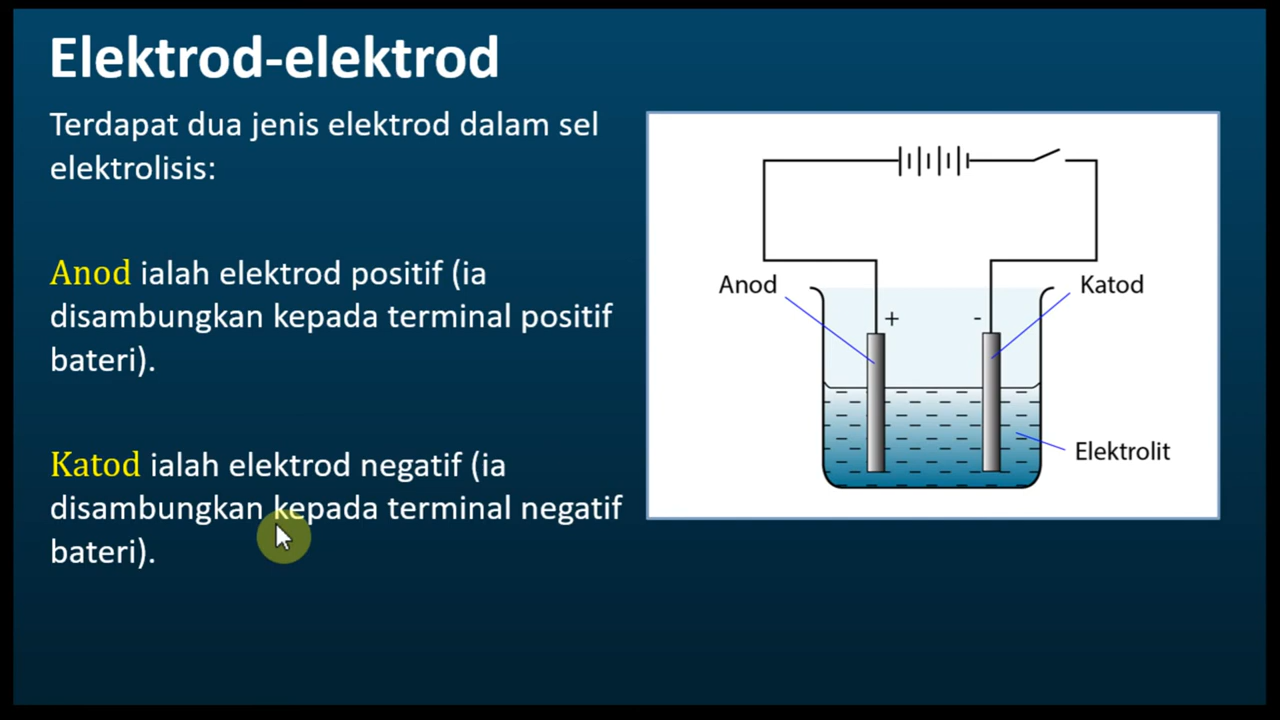 Elektrod-elektrod
Terdapat dua jenis elektrod dalam sel
elektrolisis:
Anod ialah elektrod positif (ia
disambungkan kepada terminal positif
bateri).
Katod ialah elektrod negatif (ia
disambungkan kepada terminal negatif
bateri).
Anod
Katod
+
-
Elektrolit